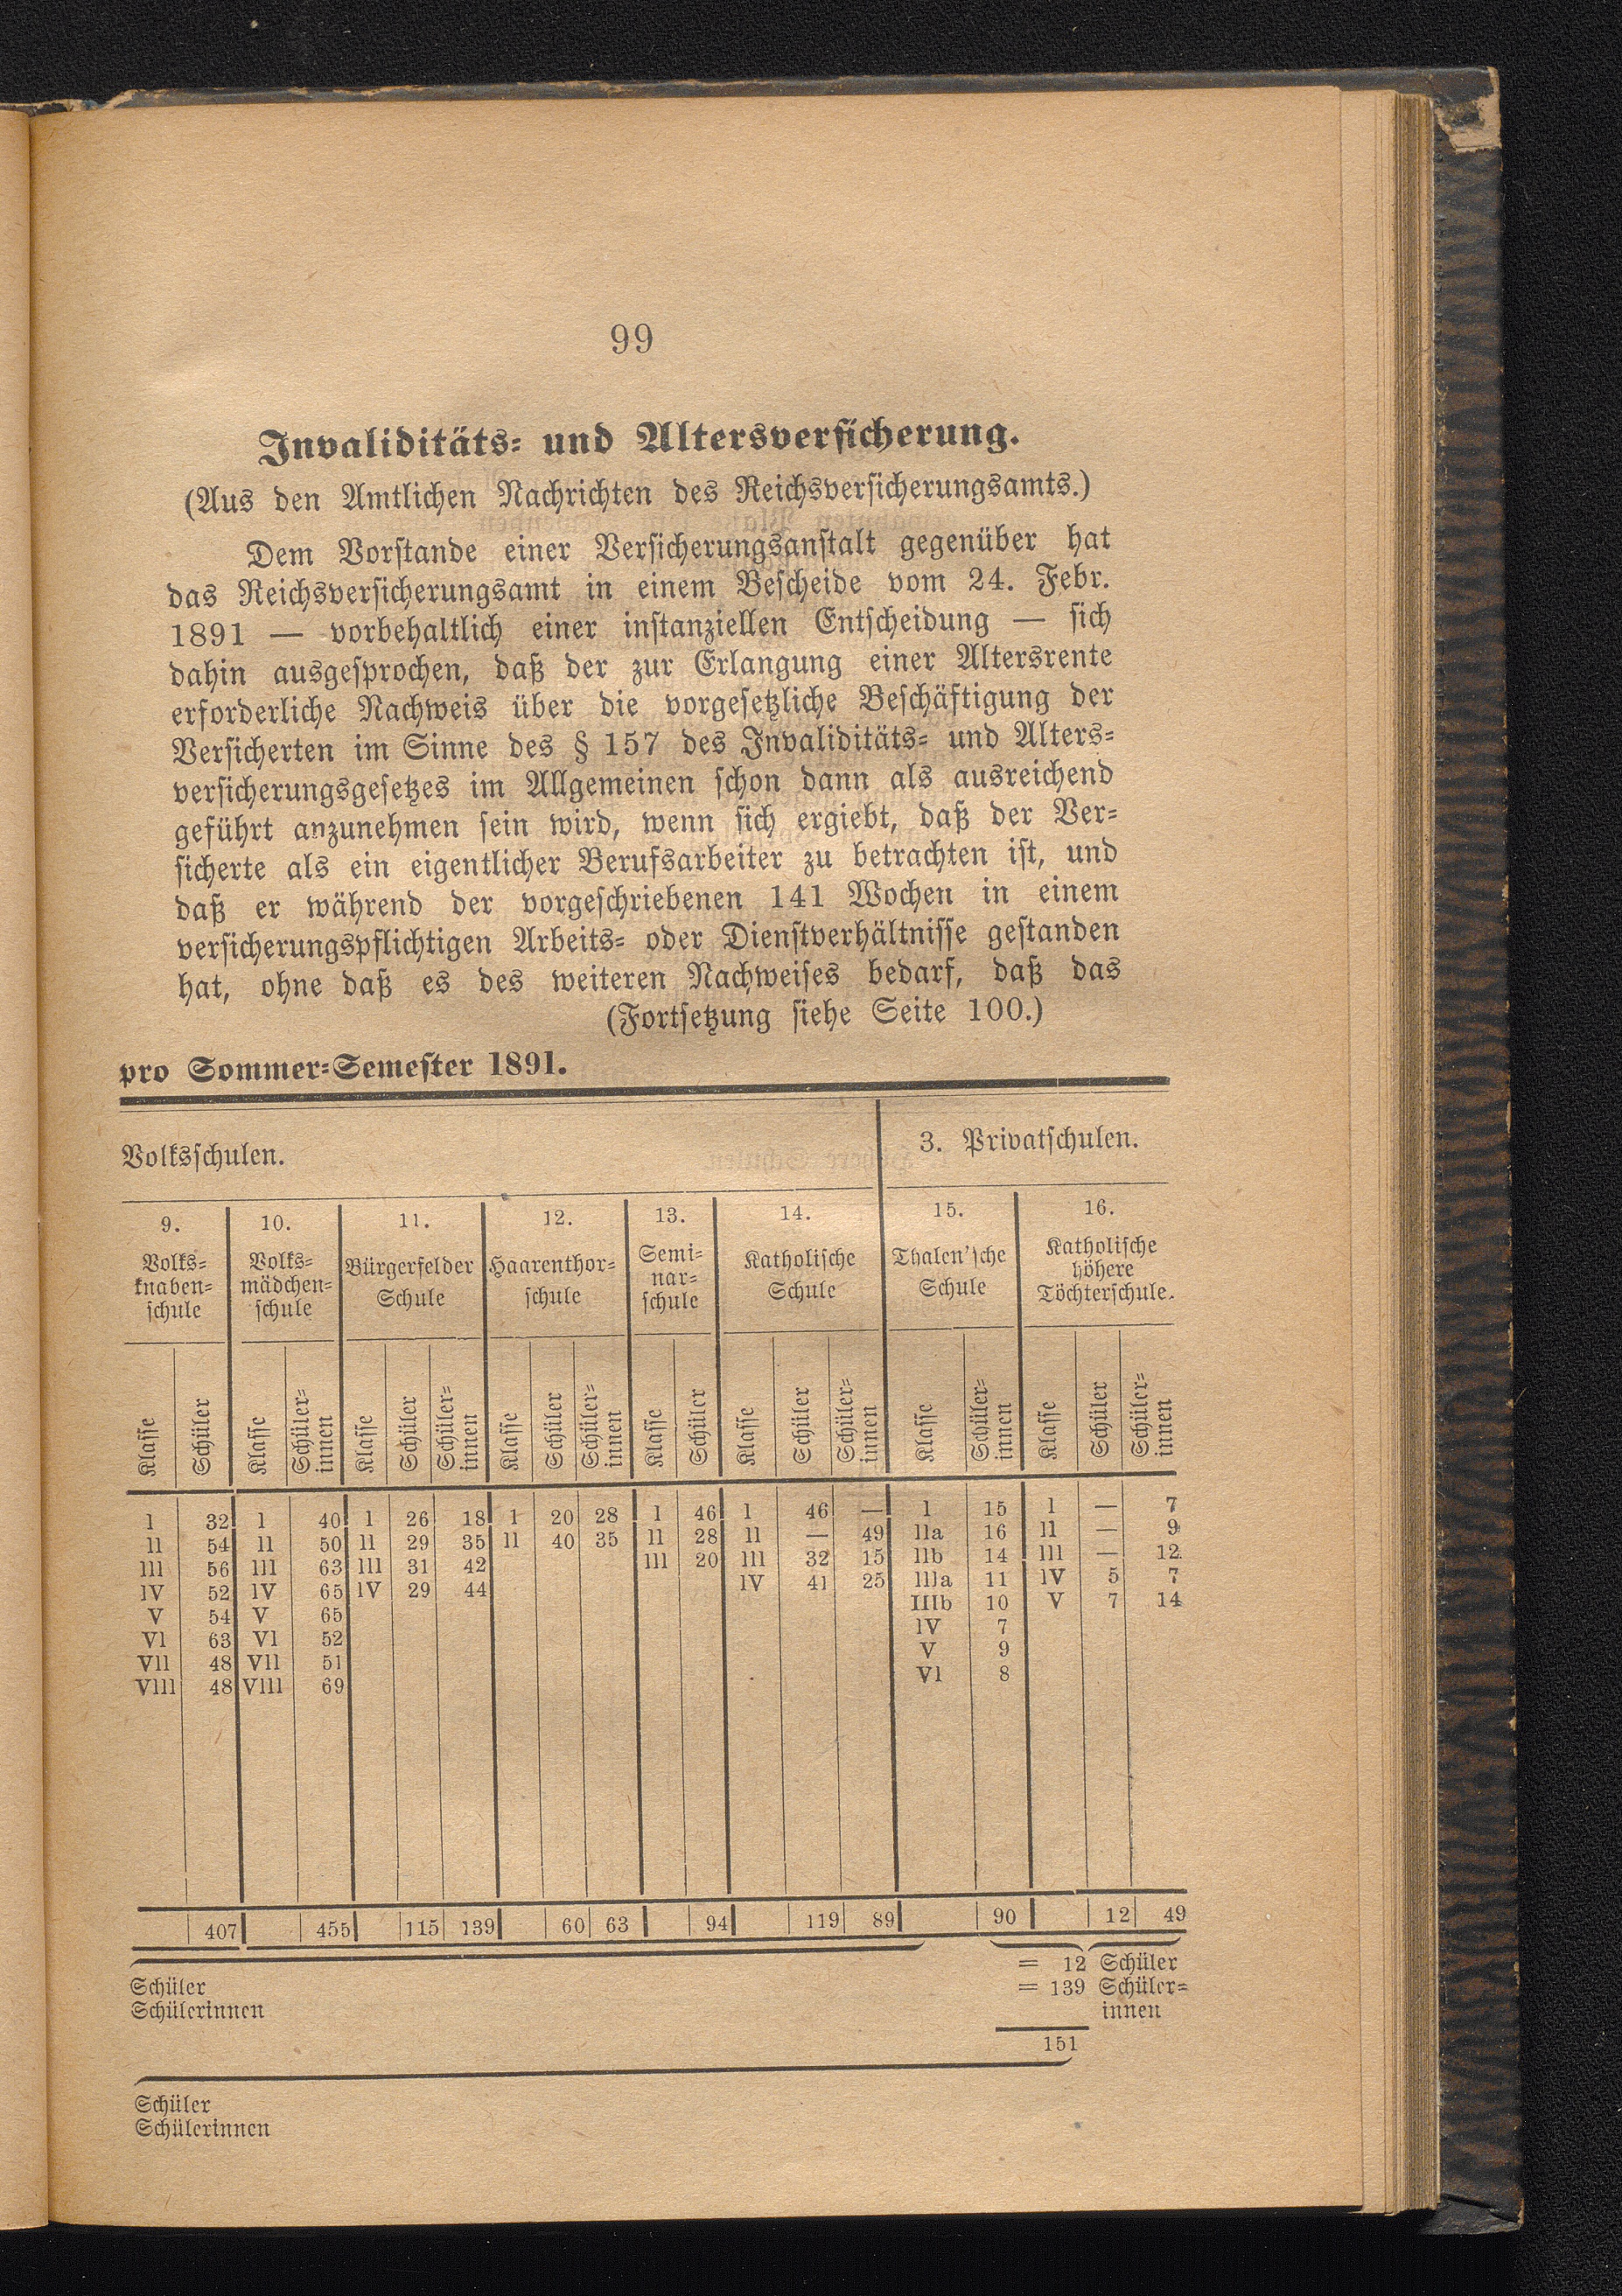 99
Invaliditäts- und Altersversicherung.
(Aus den Amtlichen Nachrichten des Reichsversicherungsamts.)
Dem Vorstande einer Versicherungsanstalt gegenüber hat
das Reichsversicherungsamt in einem Bescheide vom 24. Febr.
1891 — vorbehaltlich einer instanziellen Entscheidung — sich
dahin ausgesprochen, daß der zur Erlangung einer Altersrente
erforderliche Nachweis über die vorgesetzliche Beschäftigung der
Versicherten im Sinne des § 157 des Invaliditäts- und Alters-
versicherungsgesetzes im Allgemeinen schon dann als ausreichend
geführt anzunehmen sein wird, wenn sich ergiebt, daß der Ver-
sicherte als ein eigentlicher Berufsarbeiter zu betrachten ist, und
daß er während der vorgeschriebenen 141 Wochen in einem
versicherungspflichtigen Arbeits- oder Dienstverhältnisse gestanden
hat, ohne daß es des weiteren Nachweises bedarf, daß das
(Fortsetzung siehe Seite 100.)
pro Sommer-Semester 1891.
Volksschulen. 3. Privatschulen.
9. 10. 11. 12. 13. 14. 15. 16.
Volks-
knaben-
schule
Volks-
mädchen-
schule
Bürgerfelder
Schule
Haarenthor-
schule
Semi-
nar-
schule
Katholische
Schule
Thalen'sche
Schule
Katholische
höhere
Töchterschule.
Klasse Schüler Klasse Schüler-innen Klasse Schüler Schüler-innen Klasse Schüler Schüler-innen Klasse Schüler Klasse Schüler Schüler-innen Klasse Schüler-innen Klasse Schüler Schüler-innen
I 32 I 40 I 26 18 I 20 28 I 46 I 46 — I 15 I — 7
II 54 II 50 II 29 35 II 40 35 II 28 II — 49 IIa 16 II — 9
III 56 III 63 III 31 42 III 20 III 32 15 IIb 14 III — 12
IV 52 IV 65 IV 29 44 IV 41 25 IIIa 11 IV 5 7
V 54 V 65 IIIb 10 V 7 14
VI 63 VI 52 IV 7
VII 48 VII 51 V 9
VIII 48 VIII 69 VI 8
407 455 115 139 60 63 94 119 89 90 12 49
Schüler = 12 Schüler
Schülerinnen = 139 Schüler-
innen
151
Schüler
Schülerinnen